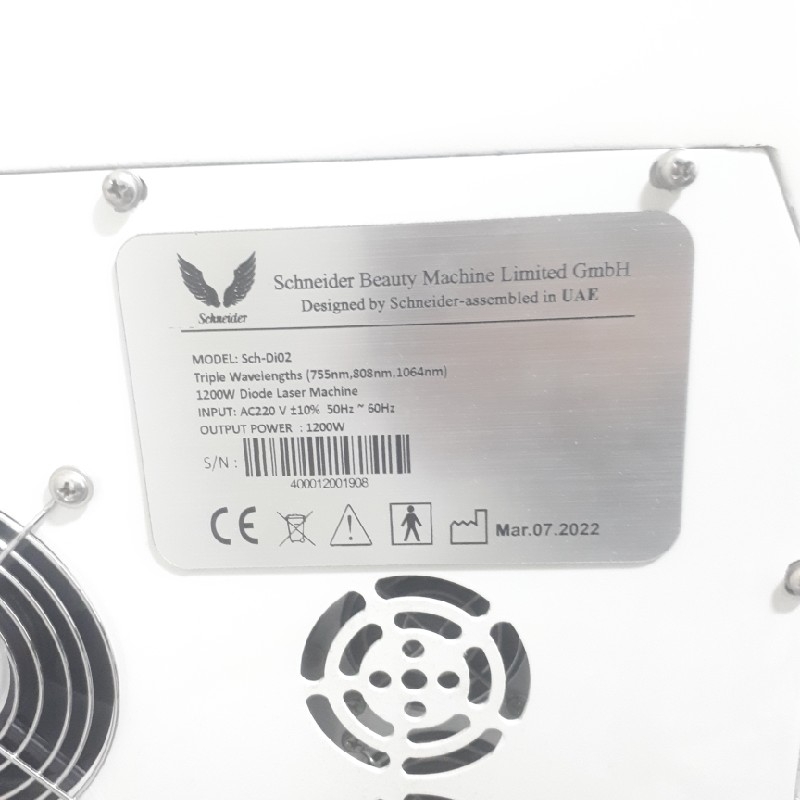 Schneider Beauty Machine Limited GmbH
Designed by Schneider-assembled in UAE
Schneider
MODEL: Sch-Di02
Triple Wavelengths (755nm,808nm,1064nm)
1200W Diode Laser Machine
INPUT: AC220 V ±10% 50Hz ~ 60Hz
OUTPUT POWER : 1200W
S/N :
400012001908
CE
Mar.07.2022